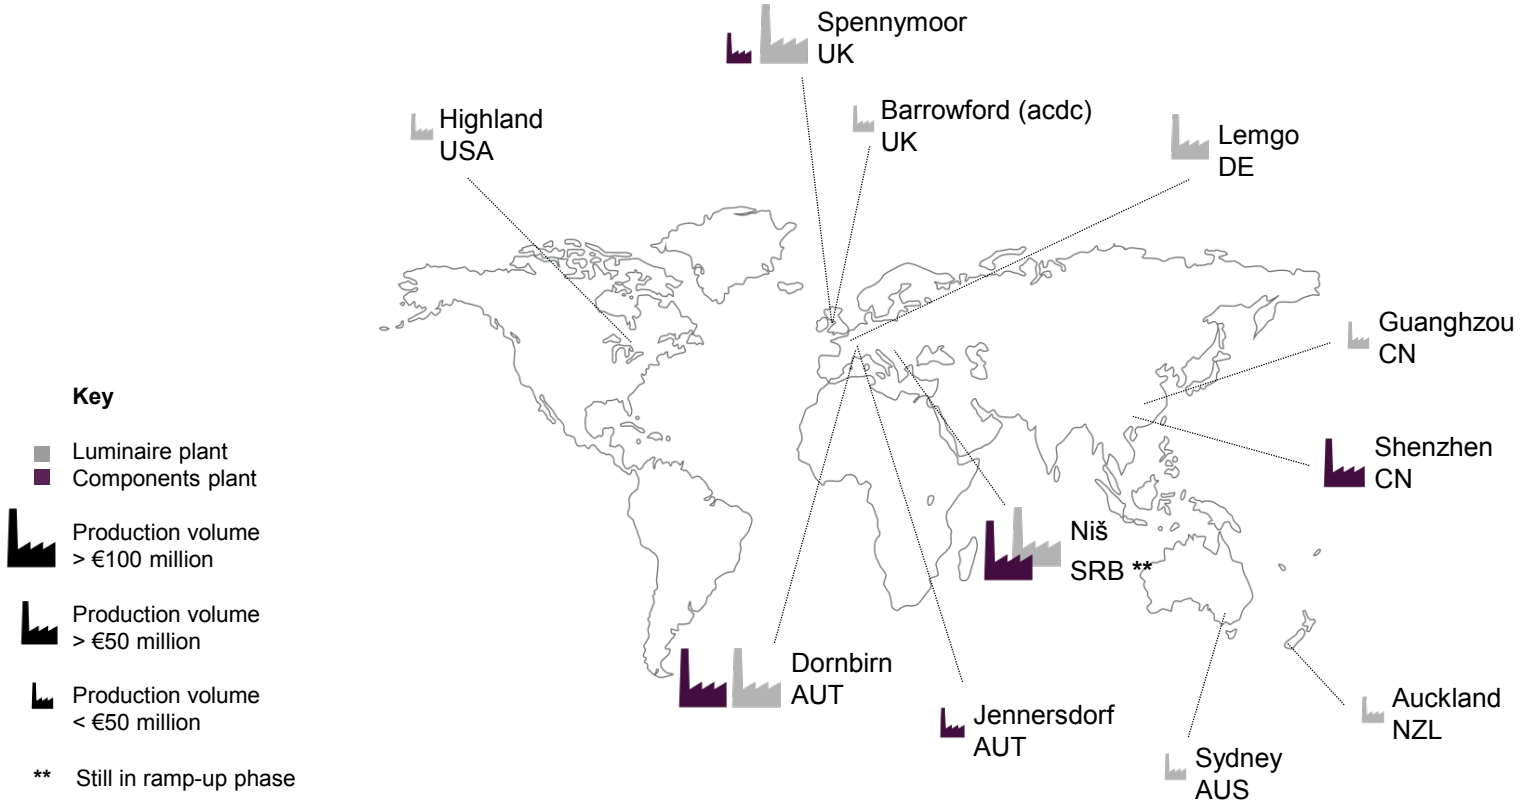 Spennymoor
UK
Highland
USA
Barrowford (acdc)
UK
Lemgo
DE
Guanghzou
CN
Shenzhen
CN
Niš
SRB **
Dornbirn
AUT
Jennersdorf
AUT
Auckland
NZL
Sydney
AUS
Key
Luminaire plant
Components plant
Production volume
> €100 million
Production volume
> €50 million
Production volume
< €50 million
** Still in ramp-up phase